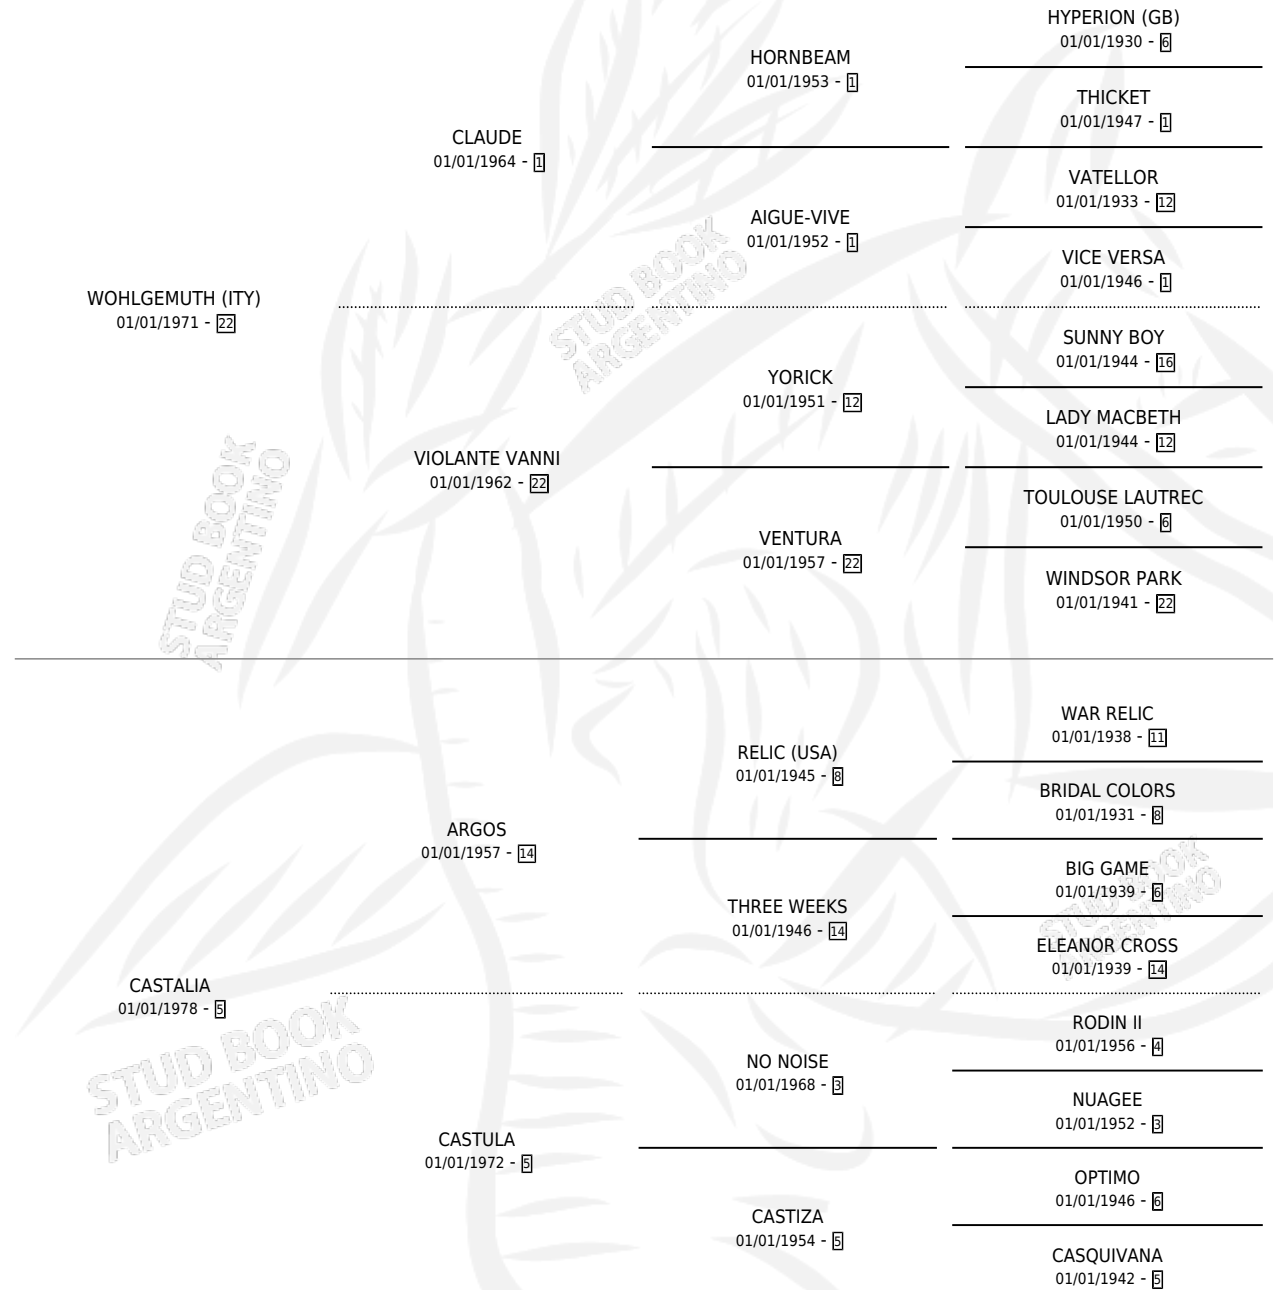 HYPERION (GB)
01/01/1930 - 6
HORNBEAM
01/01/1953 - 1
THICKET
01/01/1947 - 1
CLAUDE
01/01/1964 - 1
VATELLOR
01/01/1933 - 12
AIGUE-VIVE
01/01/1952 - 1
VICE VERSA
01/01/1946 - 1
WOHLGEMUTH (ITY)
01/01/1971 - 22
SUNNY BOY
01/01/1944 - 16
YORICK
01/01/1951 - 12
LADY MACBETH
01/01/1944 - 12
VIOLANTE VANNI
01/01/1962 - 22
TOULOUSE LAUTREC
01/01/1950 - 6
VENTURA
01/01/1957 - 22
WINDSOR PARK
01/01/1941 - 22
WAR RELIC
01/01/1938 - 11
RELIC (USA)
01/01/1945 - 8
BRIDAL COLORS
01/01/1931 - 8
ARGOS
01/01/1957 - 14
BIG GAME
01/01/1939 - 6
THREE WEEKS
01/01/1946 - 14
ELEANOR CROSS
01/01/1939 - 14
CASTALIA
01/01/1978 - 5
RODIN II
01/01/1956 - 4
NO NOISE
01/01/1968 - 3
NUAGEE
01/01/1952 - 3
CASTULA
01/01/1972 - 5
OPTIMO
01/01/1946 - 6
CASTIZA
01/01/1954 - 5
CASQUIVANA
01/01/1942 - 5
STUD BOOK
ARGENTINO
STUD BOOK
ARGENTINO
STUD BOOK
ARGENTINO
STUD BOOK
ARGENTINO